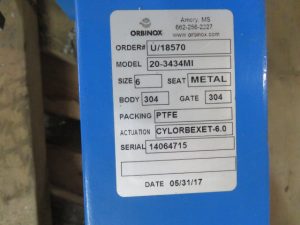 ORBINOX
Amory, MS
662-256-2227
www.orbinox.com
ORDER# U/18570
MODEL 20-3434MI
SIZE 6 SEAT METAL
BODY 304 GATE 304
PACKING PTFE
ACTUATION CYLORBEXET-6.0
SERIAL 14064715
DATE 05/31/17